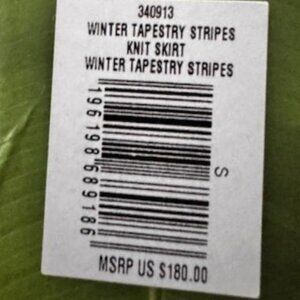 340913
WINTER TAPESTRY STRIPES
KNIT SKIRT
WINTER TAPESTRY STRIPES
196198689186
S
MSRP US $180.00